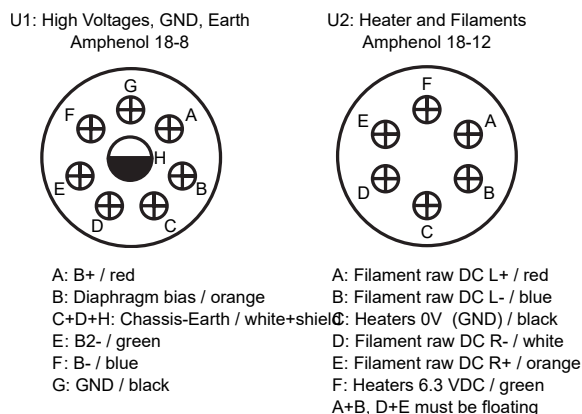 U1: High Voltages, GND, Earth
Amphenol 18-8
G
F
A
H
E
B
D
C
A: B+ / red
B: Diaphragm bias / orange
C+D+H: Chassis-Earth / white+shield
E: B2- / green
F: B- / blue
G: GND / black
U2: Heater and Filaments
Amphenol 18-12
F
E
A
D
B
C
A: Filament raw DC L+ / red
B: Filament raw DC L- / blue
C: Heaters 0V (GND) / black
D: Filament raw DC R- / white
E: Filament raw DC R+ / orange
F: Heaters 6.3 VDC / green
A+B, D+E must be floating